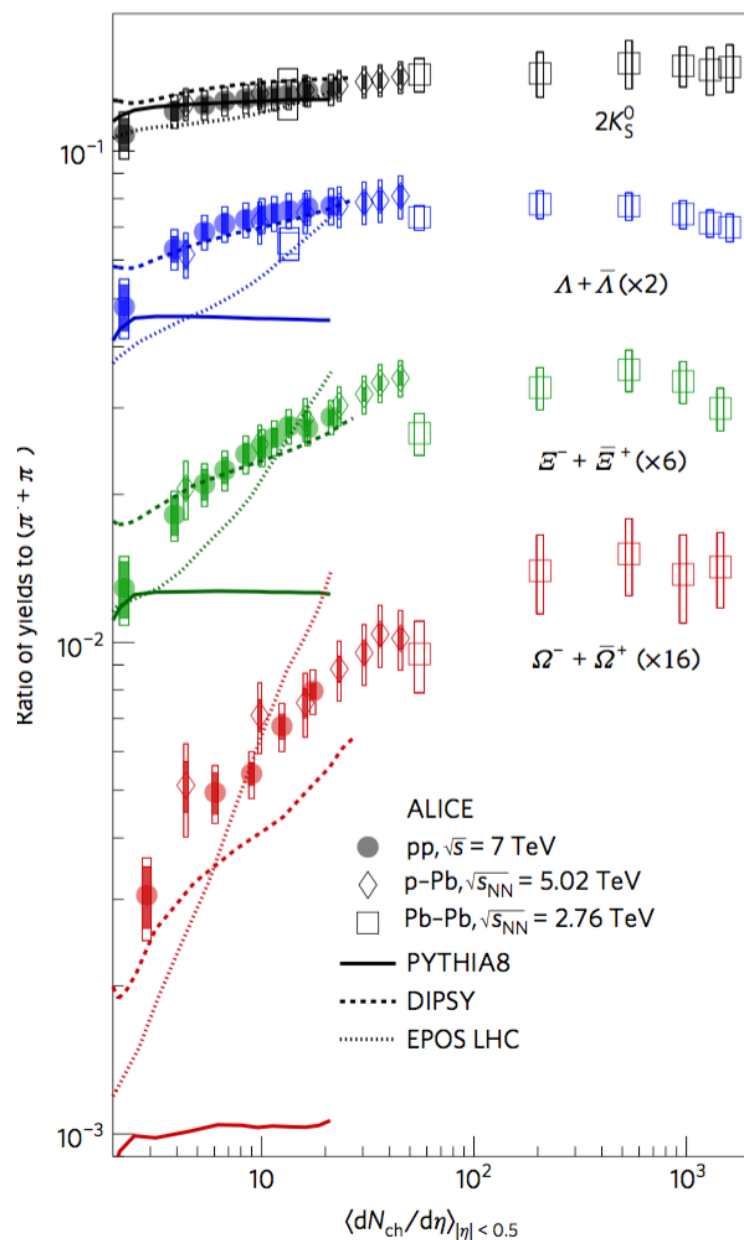 Ratio of yields to (π⁻+ π⁺)
10⁻¹
10⁻²
10⁻³
2K⁰_S
Λ + Λ̅ (×2)
Ξ⁻ + Ξ̅⁺ (×6)
Ω⁻ + Ω̅⁺ (×16)
ALICE
pp, √s = 7 TeV
p–Pb, √s_NN = 5.02 TeV
Pb–Pb, √s_NN = 2.76 TeV
PYTHIA8
DIPSY
EPOS LHC
10 10² 10³
⟨dN_ch/dη⟩_|η| < 0.5